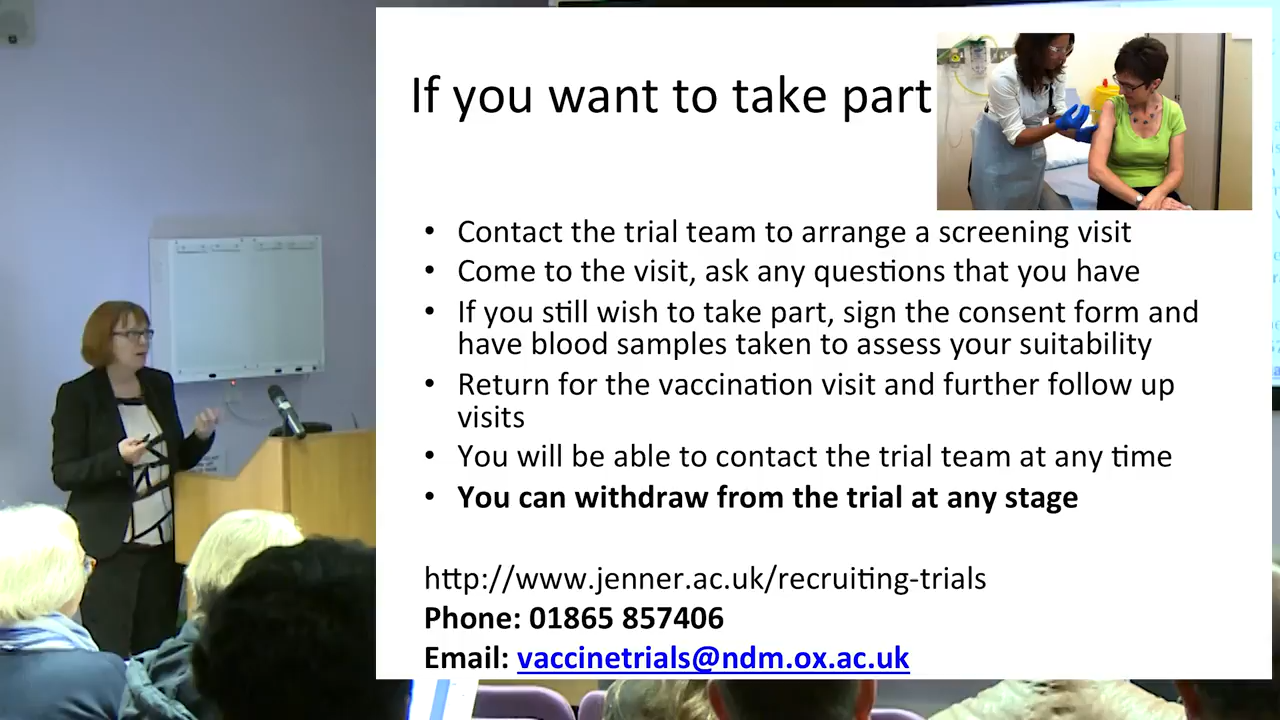 If you want to take part
• Contact the trial team to arrange a screening visit
• Come to the visit, ask any questions that you have
• If you still wish to take part, sign the consent form and
have blood samples taken to assess your suitability
• Return for the vaccination visit and further follow up
visits
• You will be able to contact the trial team at any time
• You can withdraw from the trial at any stage
http://www.jenner.ac.uk/recruiting-trials
Phone: 01865 857406
Email: vaccinetrials@ndm.ox.ac.uk